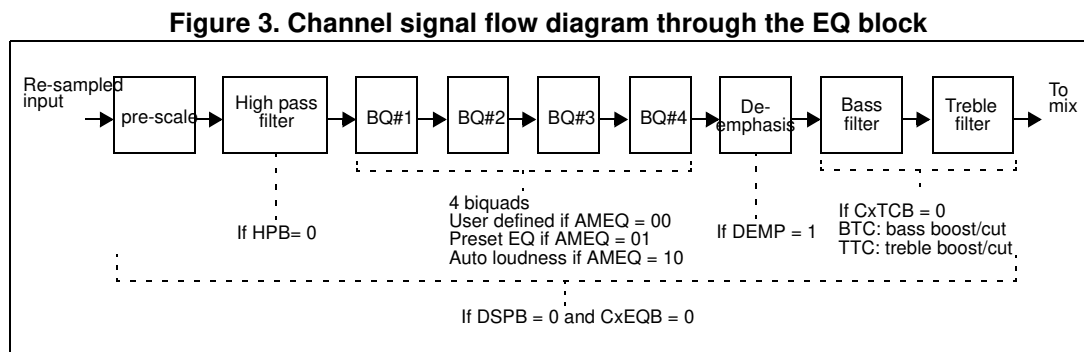 Figure 3. Channel signal flow diagram through the EQ block
Re-sampled
input
pre-scale
High pass
filter
BQ#1
BQ#2
BQ#3
BQ#4
De-
emphasis
Bass
filter
Treble
filter
To
mix
If HPB= 0
4 biquads
User defined if AMEQ = 00
Preset EQ if AMEQ = 01
Auto loudness if AMEQ = 10
If DEMP = 1
If CxTCB = 0
BTC: bass boost/cut
TTC: treble boost/cut
If DSPB = 0 and CxEQB = 0